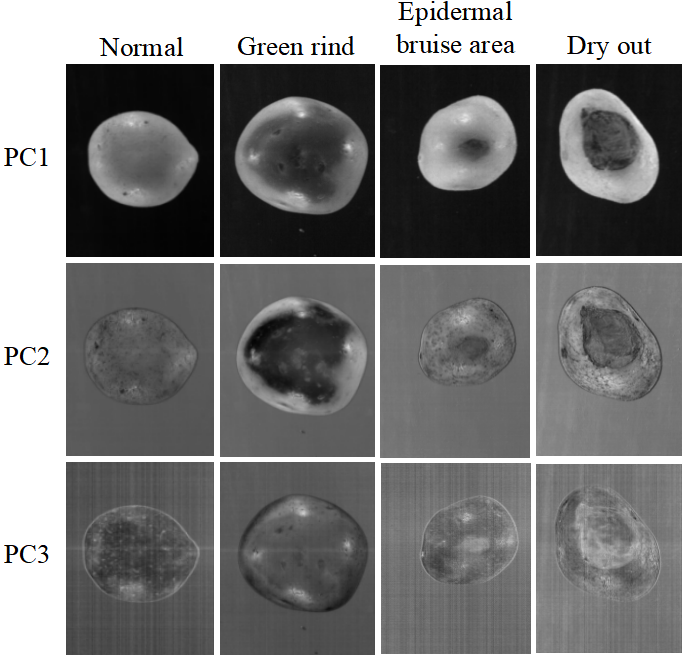 Normal
Green rind
Epidermal
bruise area
Dry out
PC1
PC2
PC3